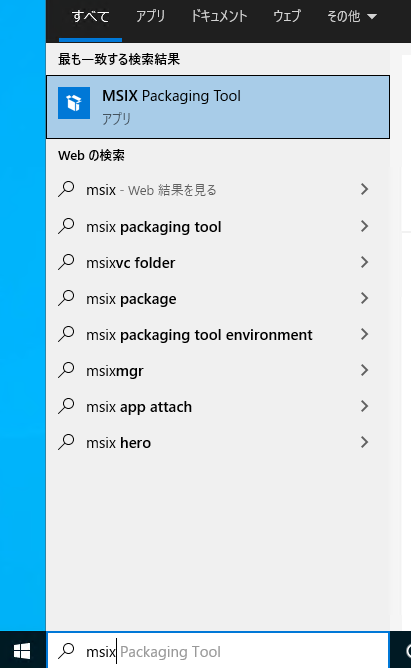 すべて アプリ ドキュメント ウェブ その他
最も一致する検索結果
MSIX Packaging Tool
アプリ
Web の検索
msix - Web 結果を見る
msix packaging tool
msixvc folder
msix package
msix packaging tool environment
msixmgr
msix app attach
msix hero
msix Packaging Tool